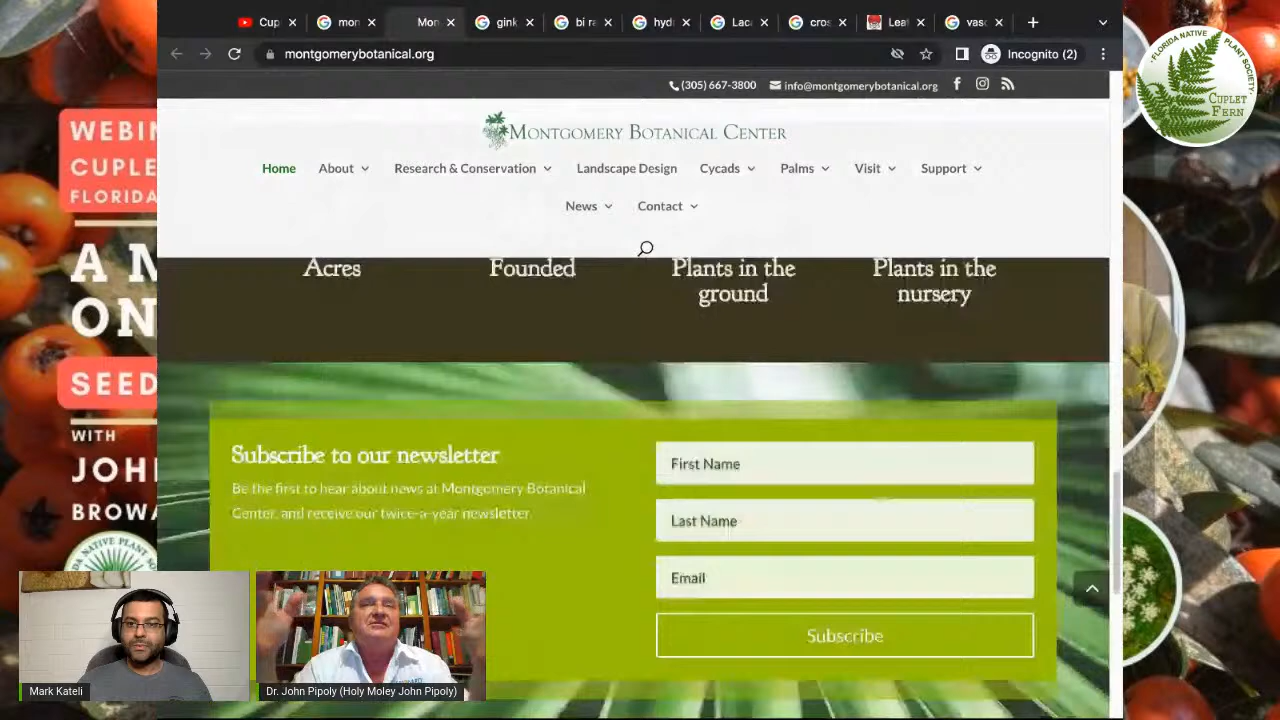 Cup
mon
Mon
gink
bi ra
hydr
Laca
cros
Leaf
vasc
montgomerybotanical.org
Incognito (2)
(305) 667-3800
info@montgomerybotanical.org
MONTGOMERY BOTANICAL CENTER
Home
About
Research & Conservation
Landscape Design
Cycads
Palms
Visit
Support
News
Contact
Acres
Founded
Plants in the
ground
Plants in the
nursery
Subscribe to our newsletter
Be the first to hear about news at Montgomery Botanical
Center, and receive our twice-a-year newsletter
First Name
Last Name
Email
Subscribe
WEBIN
CUPLE
FLORIDA
A M
ON
SEED
WITH
JOH
BROWA
FLORIDA NATIVE PLANT SOCIETY
CUPLET
FERN
Mark Kateli
Dr. John Pipoly (Holy Moley John Pipoly)